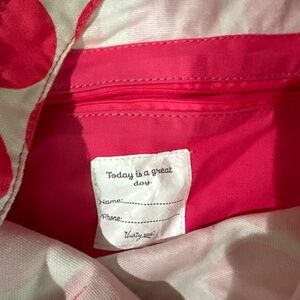 Today is a great
day.
Name:
Phone:
thirty-one